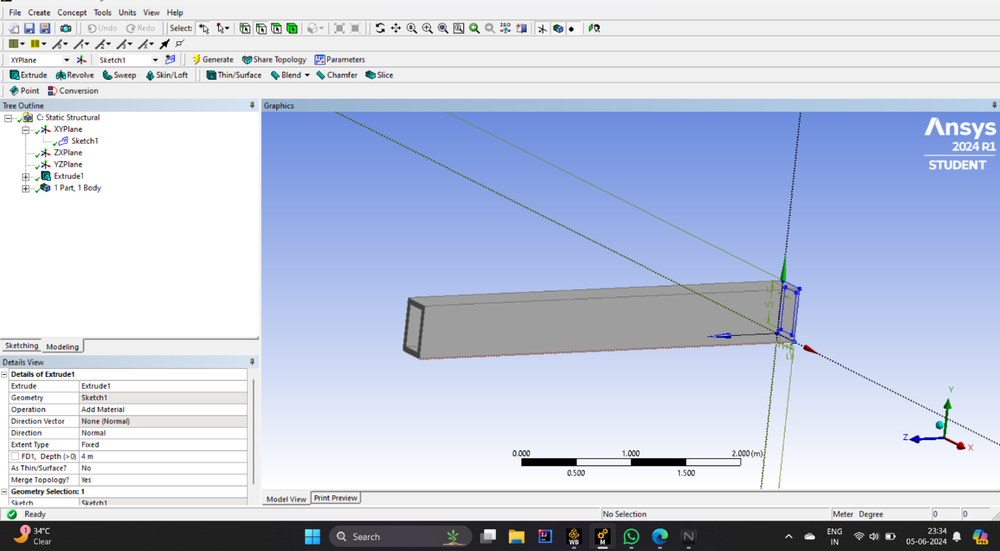 File Create Concept Tools Units View Help
Undo Redo Select:
XYPlane Sketch1 Generate Share Topology Parameters
Extrude Revolve Sweep Skin/Loft Thin/Surface Blend Chamfer Slice
Point Conversion
Tree Outline
C: Static Structural
XYPlane
Sketch1
ZXPlane
YZPlane
Extrude1
1 Part, 1 Body
Sketching Modeling
Details View
Details of Extrude1
Extrude Extrude1
Geometry Sketch1
Operation Add Material
Direction Vector None (Normal)
Direction Normal
Extent Type Fixed
FD1, Depth (>0) 4 m
As Thin/Surface? No
Merge Topology? Yes
Geometry Selection: 1
Sketch Sketch1
Graphics
Ansys
2024 R1
STUDENT
V3
L8
Y
Z
X
0.000 1.000 2.000 (m)
0.500 1.500
Model View Print Preview
Ready No Selection Meter Degree 0 0
1
34°C
Clear
Search
WB
M
ENG
IN
23:34
05-06-2024
PRE